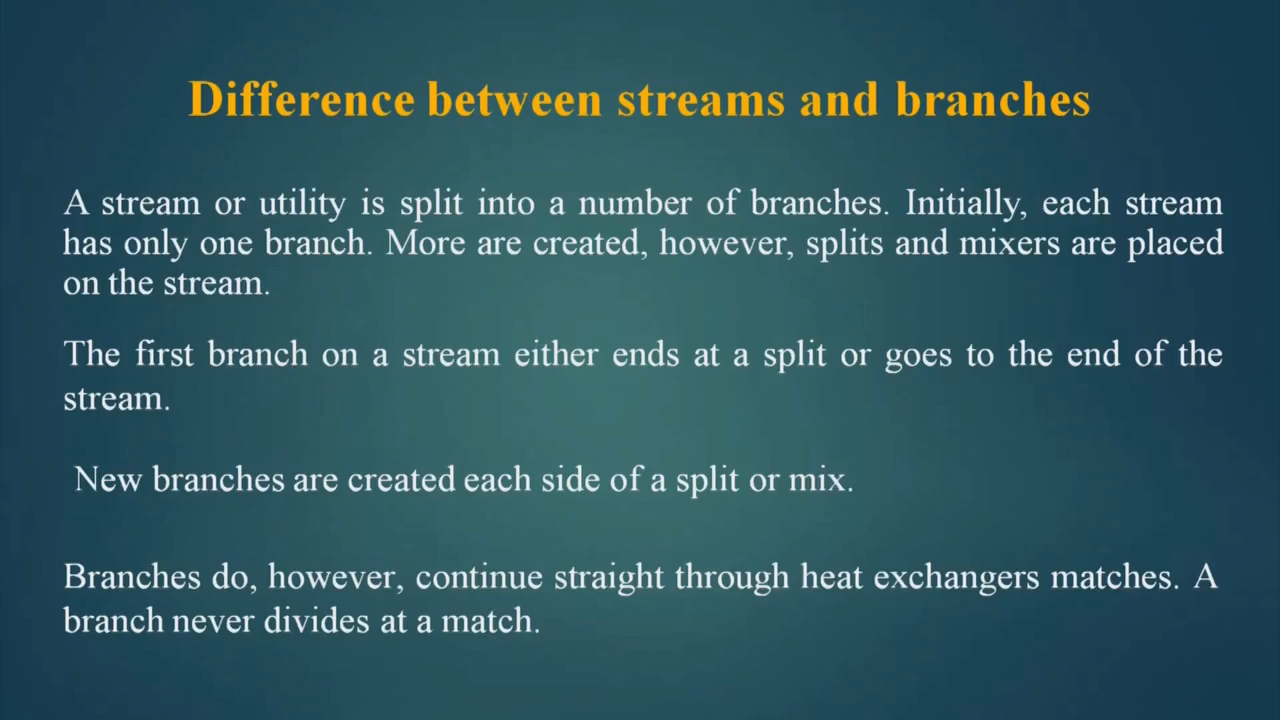 Difference between streams and branches
A stream or utility is split into a number of branches. Initially, each stream
has only one branch. More are created, however, splits and mixers are placed
on the stream.
The first branch on a stream either ends at a split or goes to the end of the
stream.
New branches are created each side of a split or mix.
Branches do, however, continue straight through heat exchangers matches. A
branch never divides at a match.